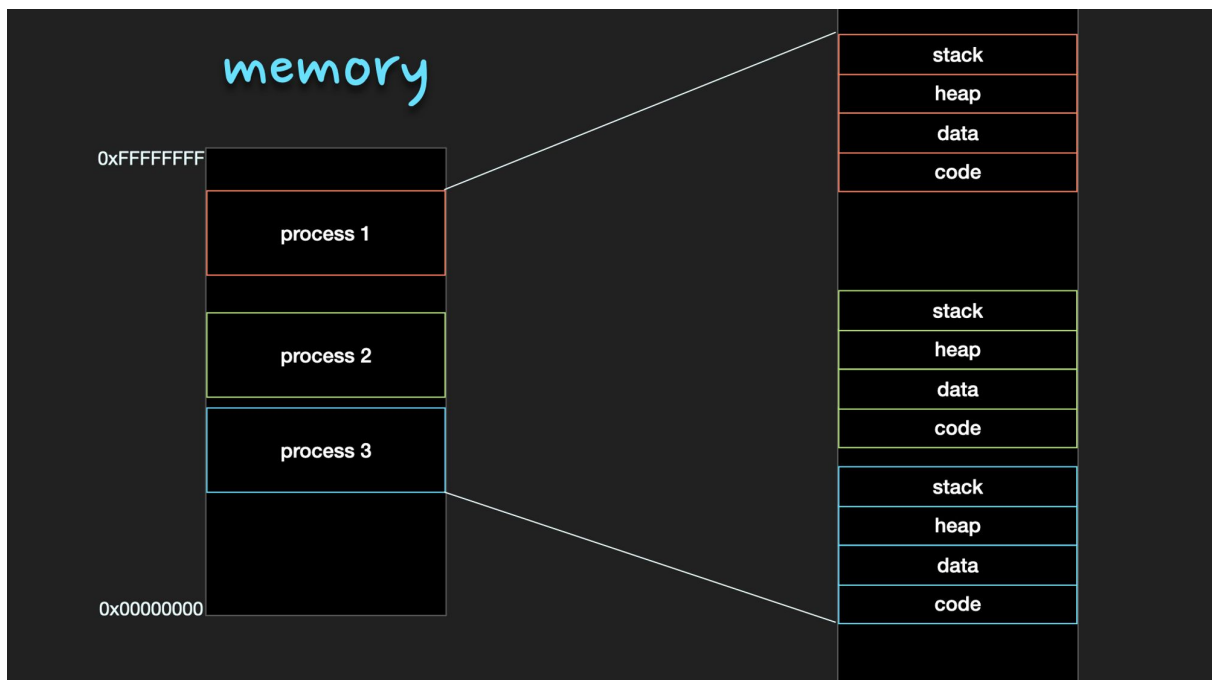 memory
0xFFFFFFFF
process 1
process 2
process 3
0x00000000
stack
heap
data
code
stack
heap
data
code
stack
heap
data
code